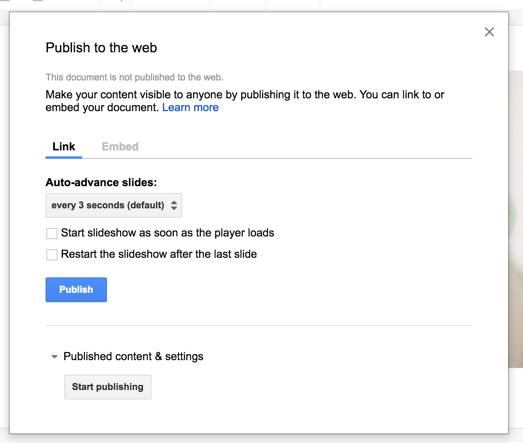 Publish to the web
This document is not published to the web.
Make your content visible to anyone by publishing it to the web. You can link to or
embed your document. Learn more
Link Embed
Auto-advance slides:
every 3 seconds (default)
Start slideshow as soon as the player loads
Restart the slideshow after the last slide
Publish
Published content & settings
Start publishing